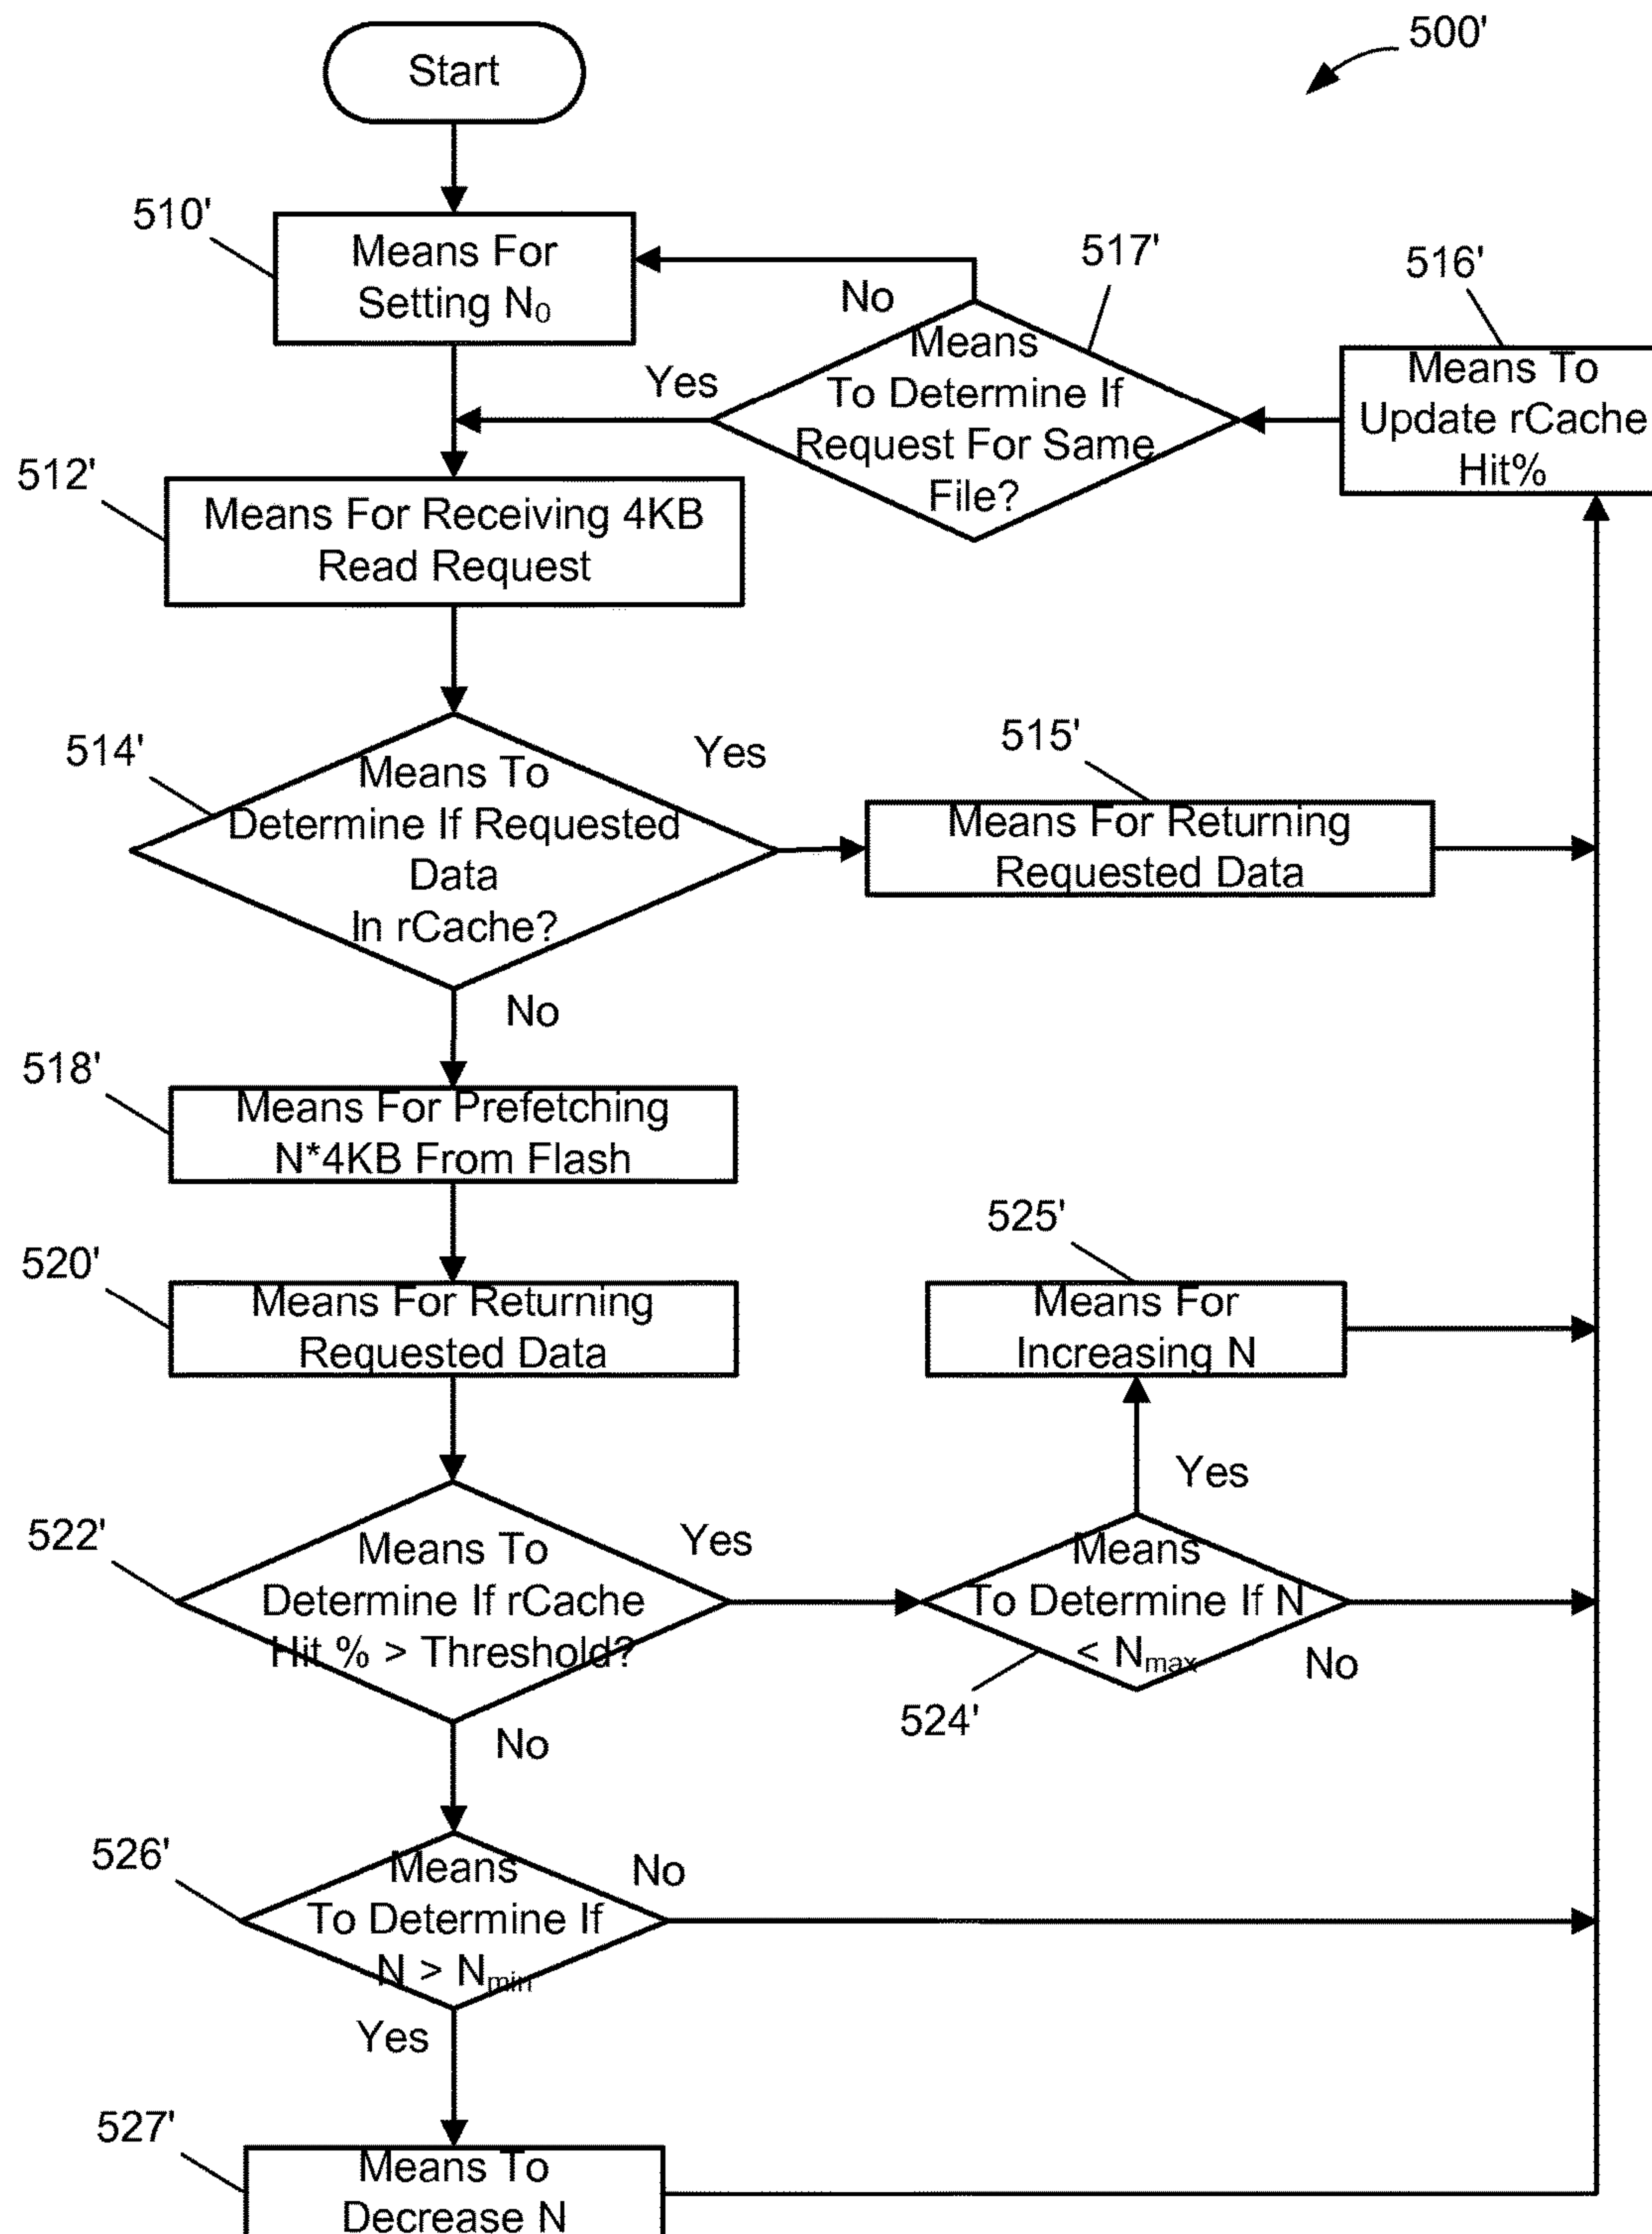 500'
Start
510'
Means For
Setting N₀
517'
516'
No
Means
To Determine If
Request For Same
File?
Yes
Means To
Update rCache
Hit%
512'
Means For Receiving 4KB
Read Request
514'
Means To
Determine If Requested
Data
In rCache?
Yes
515'
Means For Returning
Requested Data
No
518'
Means For Prefetching
N*4KB From Flash
520'
Means For Returning
Requested Data
525'
Means For
Increasing N
522'
Means To
Determine If rCache
Hit % > Threshold?
Yes
Yes
Means
To Determine If N
< Nmax
No
524'
No
526'
Means
To Determine If
N > Nmin
No
Yes
527'
Means To
Decrease N